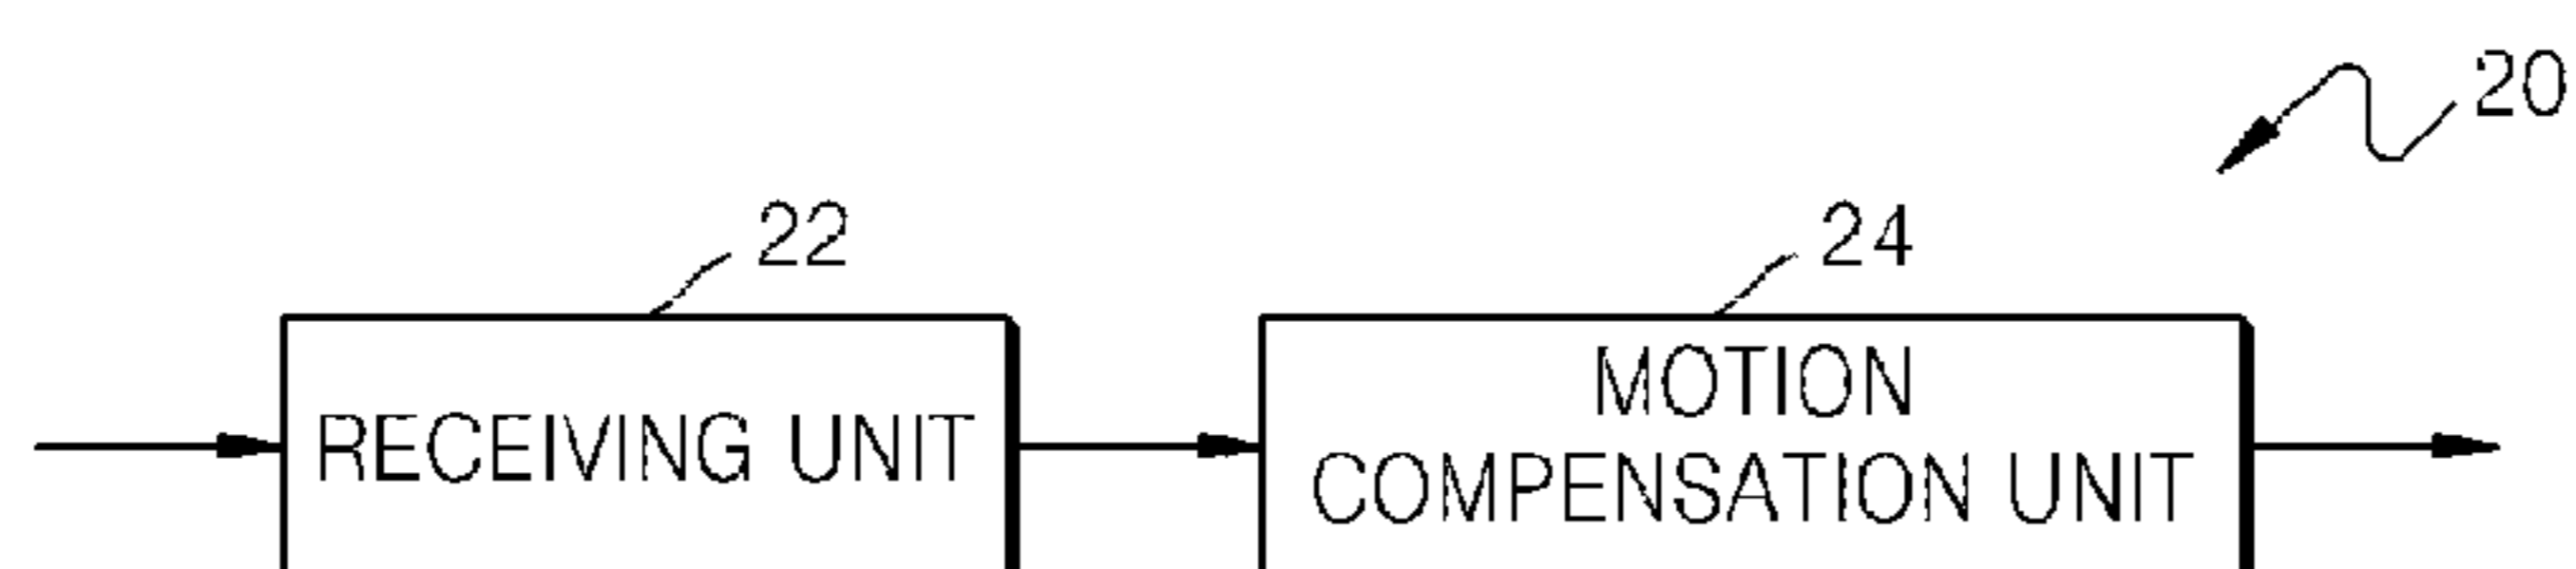 20
22
24
RECEIVING UNIT
MOTION
COMPENSATION UNIT